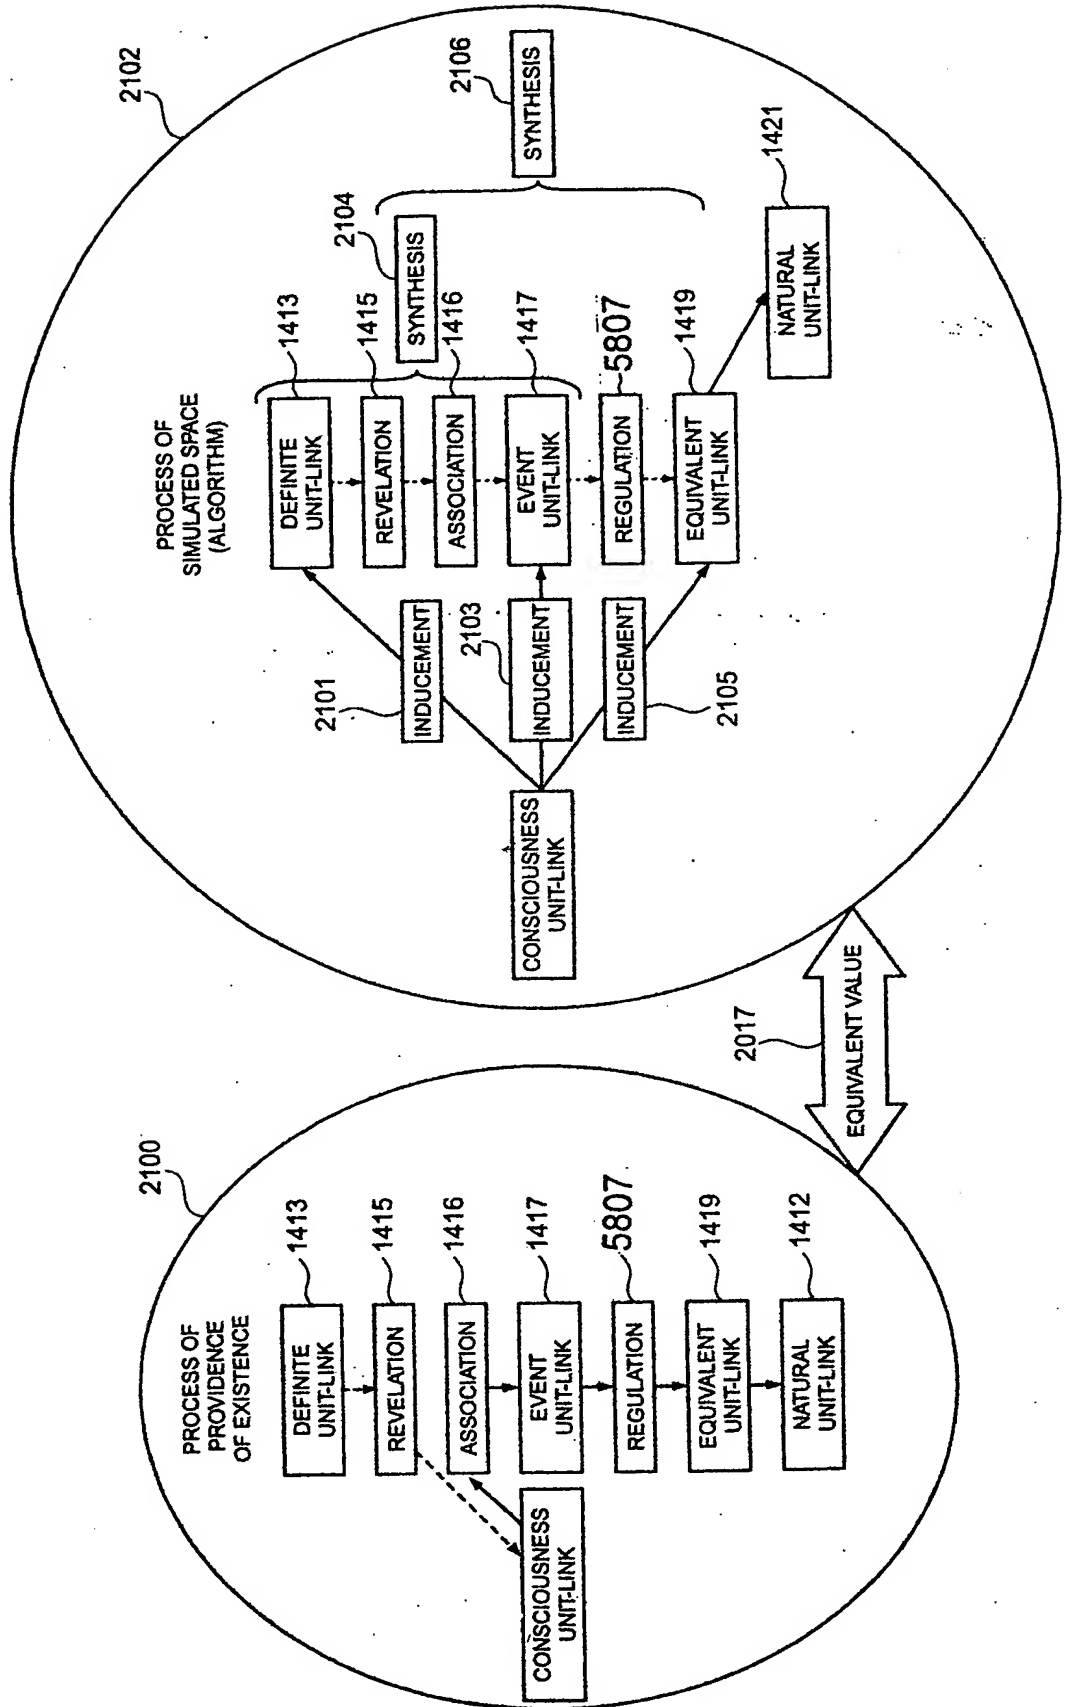 2100
PROCESS OF
PROVIDENCE
OF EXISTENCE
DEFINITE
UNIT-LINK
1413
REVELATION
1415
ASSOCIATION
1416
CONSCIOUSNESS
UNIT-LINK
EVENT
UNIT-LINK
1417
REGULATION
5807
EQUIVALENT
UNIT-LINK
1419
NATURAL
UNIT-LINK
1412
2017
EQUIVALENT VALUE
2102
PROCESS OF
SIMULATED SPACE
(ALGORITHM)
DEFINITE
UNIT-LINK
1413
2104
REVELATION
1415
SYNTHESIS
2101
INDUCEMENT
ASSOCIATION
1416
2106
2103
CONSCIOUSNESS
UNIT-LINK
INDUCEMENT
EVENT
UNIT-LINK
1417
SYNTHESIS
INDUCEMENT
2105
REGULATION
5807
EQUIVALENT
UNIT-LINK
1419
NATURAL
UNIT-LINK
1421